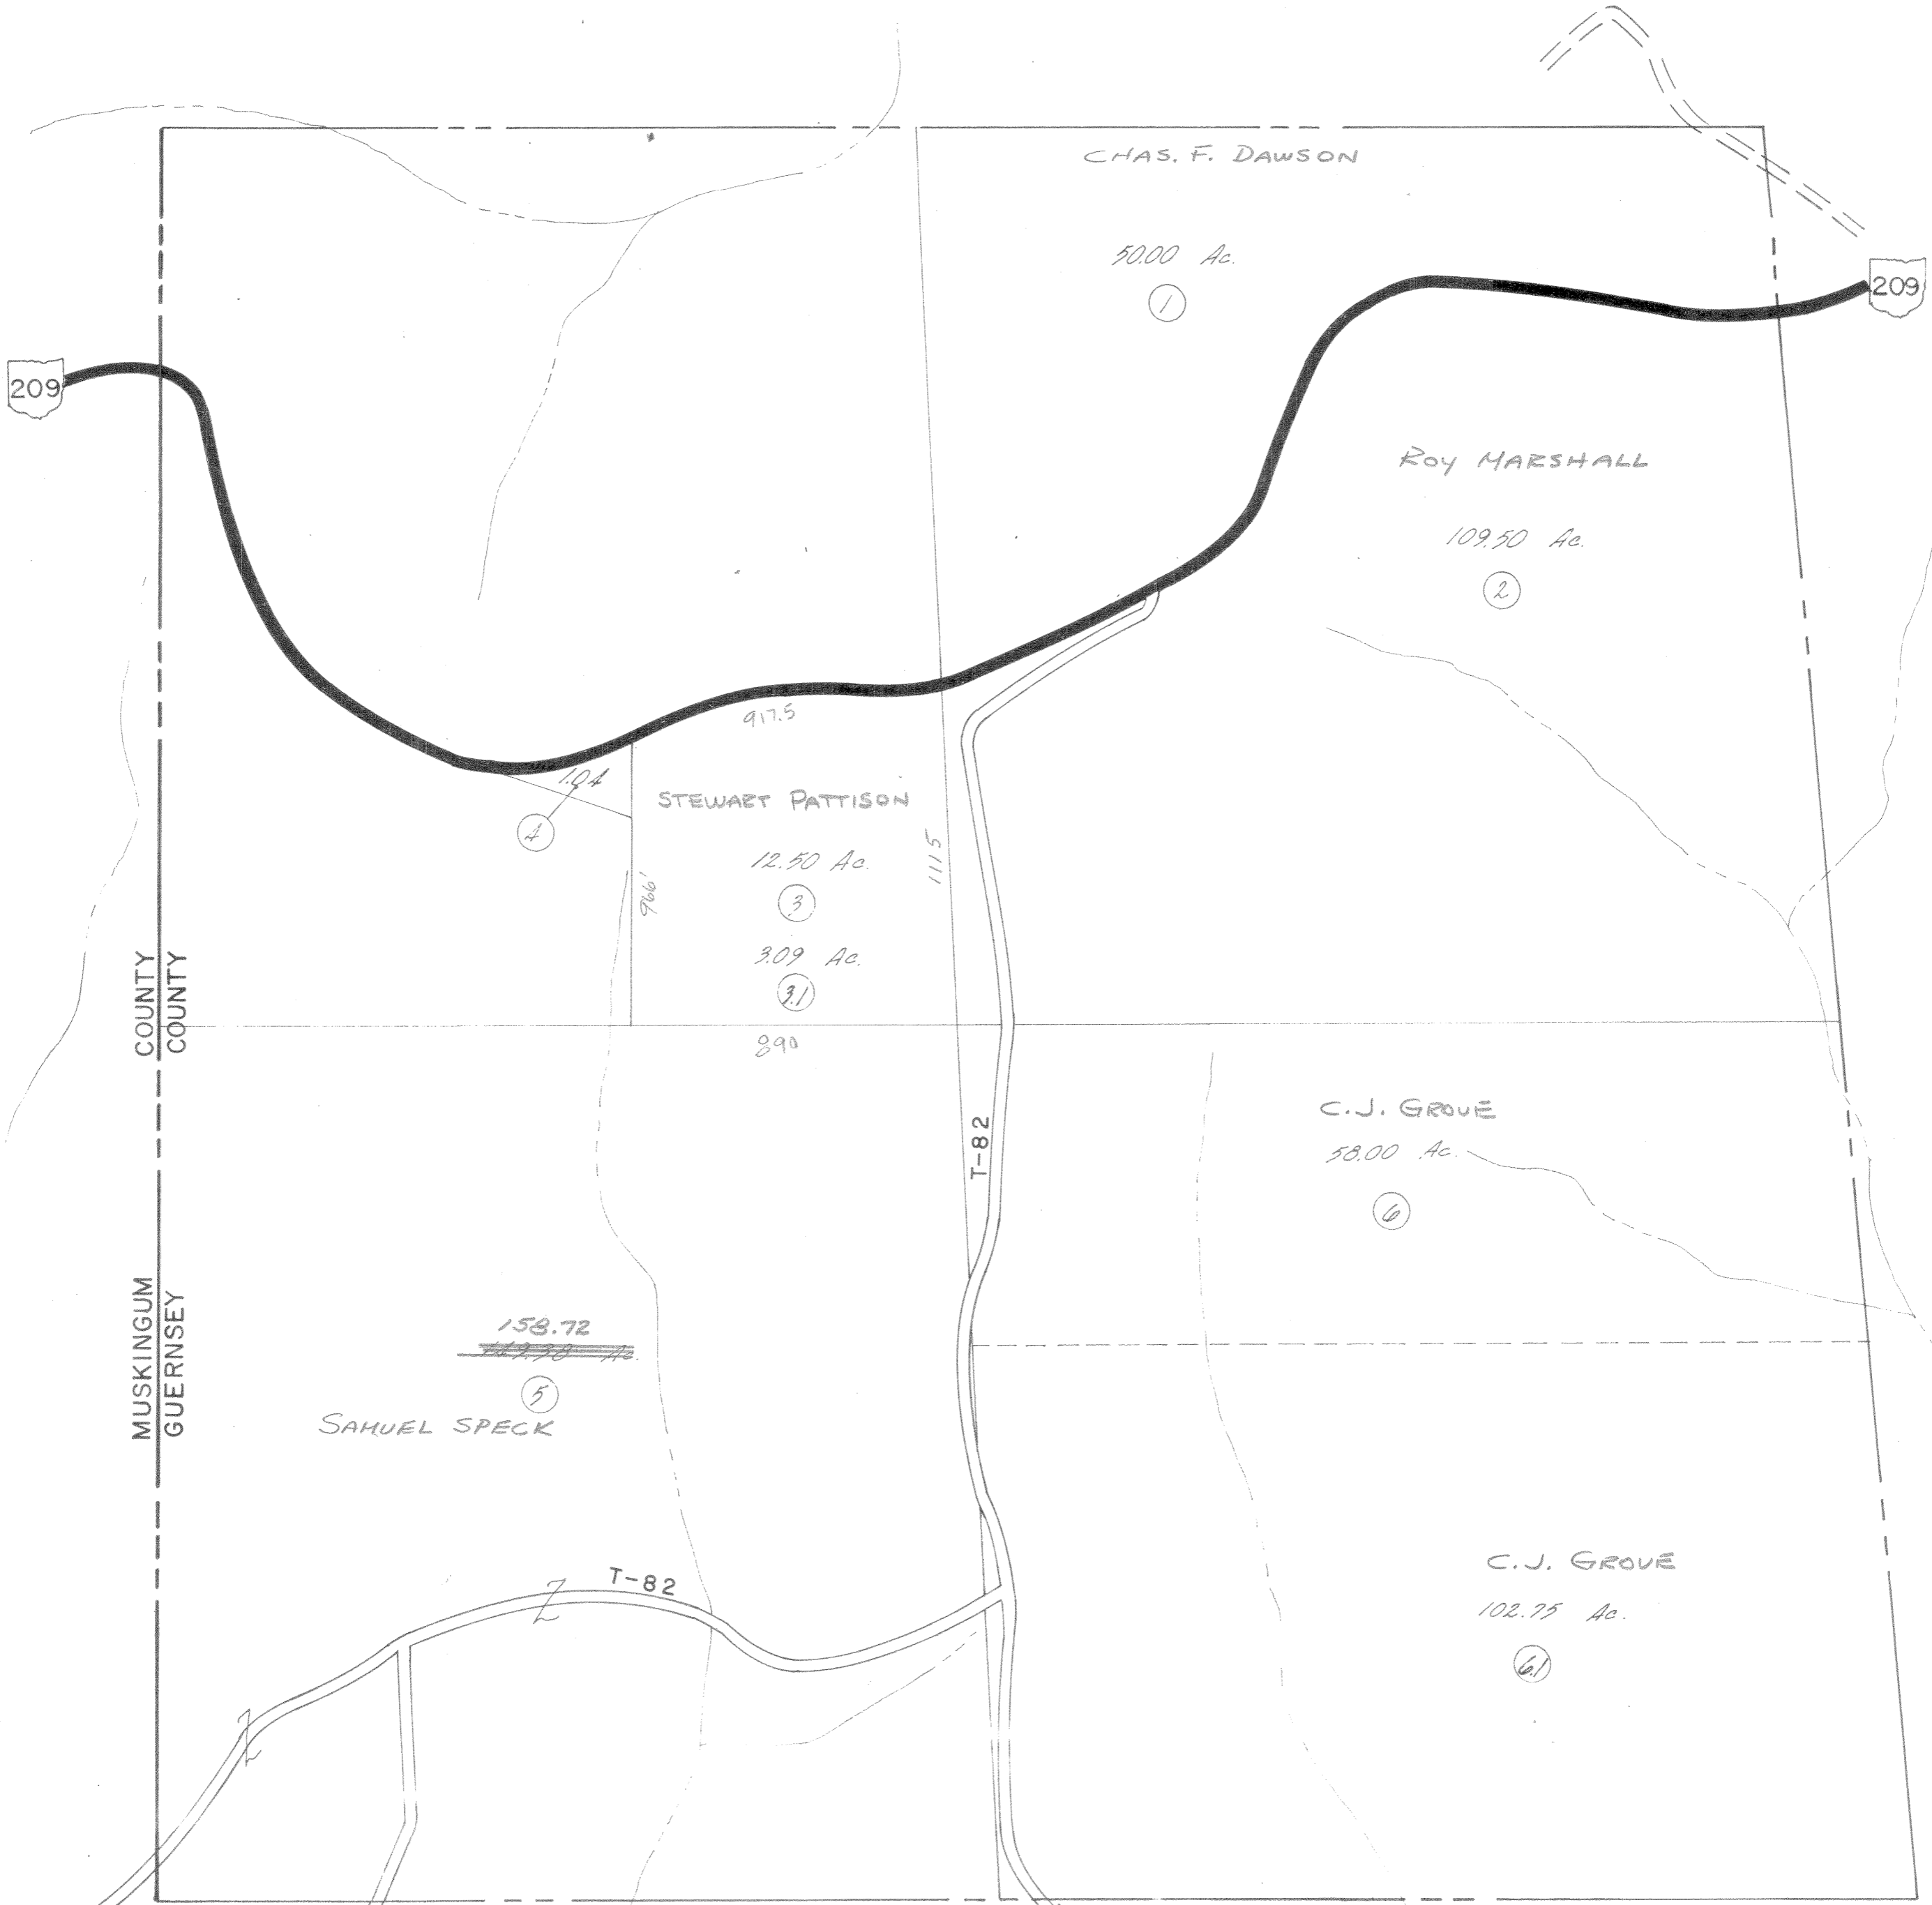 CHAS. F. DAWSON
50.00 Ac.
1
209
209
ROY MARSHALL
109.50 Ac.
2
917.5
1.04
4
STEWART PATTISON
12.50 Ac.
3
3.09 Ac.
3.1
966'
1115
890
COUNTY
COUNTY
MUSKINGUM
GUERNSEY
T-82
C.J. GROVE
58.00 Ac.
6
158.72
5
SAMUEL SPECK
T-82
Z
Z
C.J. GROVE
102.75 Ac.
6.1